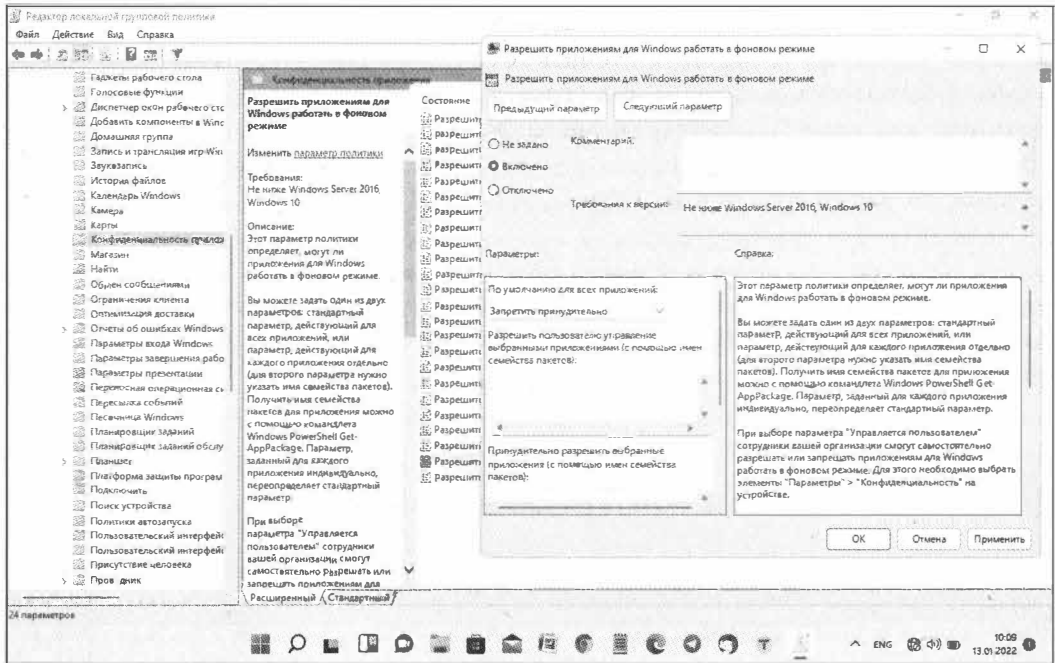 Редактор локальной групповой политики
Файл Действие Вид Справка
Гаджеты рабочего стола
Голосовые функции
Диспетчер окон рабочего сто
Добавить компоненты в Winc
Домашняя группа
Запись и трансляция игр Win
Звукозапись
История файлов
Календарь Windows
Камера
Карты
Конфиденциальность прилож
Магазин
Найти
Обмен сообщениями
Ограничения клиента
Оптимизация доставки
Отчеты об ошибках Windows
Параметры входа Windows
Параметры завершения рабо
Параметры презентации
Переносная операционная си
Пересылка событий
Песочница Windows
Планировщик заданий
Планировщик заданий обслу
Планшет
Платформа защиты програм
Подключить
Поиск устройства
Политики автозапуска
Пользовательский интерфейс
Пользовательский интерфейс
Присутствие человека
Пров дник
24 параметров
Конфиденциальность приложения
Разрешить приложениям для
Windows работать в фоновом
режиме
Изменить параметр политики
Требования:
Не ниже Windows Server 2016,
Windows 10
Описание:
Этот параметр политики
определяет, могут ли
приложения для Windows
работать в фоновом режиме.
Вы можете задать один из двух
параметров: стандартный
параметр, действующий для
всех приложений, или
параметр, действующий для
каждого приложения отдельно
(для второго параметра нужно
указать имя семейства пакетов).
Получить имя семейства
пакетов для приложения можно
с помощью командлета
Windows PowerShell Get-
AppPackage. Параметр,
заданный для каждого
приложения индивидуально,
переопределяет стандартный
параметр.
При выборе
параметра "Управляется
пользователем" сотрудники
вашей организации смогут
самостоятельно разрешать или
запрещать приложениям для
Расширенный Стандартный
Состояние
Разрешить приложениям для Windows работать в фоновом режиме
Разрешить приложениям для Windows работать в фоновом режиме
Предыдущий параметр Следующий параметр
Не задано
Включено
Отключено
Комментарий:
Требования к версии:
Не ниже Windows Server 2016, Windows 10
Параметры:
По умолчанию для всех приложений:
Запретить принудительно
Разрешить пользователю управление
выбранными приложениями (с помощью имен
семейства пакетов):
Принудительно разрешить выбранные
приложения (с помощью имен семейства
пакетов):
Справка:
Этот параметр политики определяет, могут ли приложения
для Windows работать в фоновом режиме.
Вы можете задать один из двух параметров: стандартный
параметр, действующий для всех приложений, или
параметр, действующий для каждого приложения отдельно
(для второго параметра нужно указать имя семейства
пакетов). Получить имя семейства пакетов для приложения
можно с помощью командлета Windows PowerShell Get-
AppPackage. Параметр, заданный для каждого приложения
индивидуально, переопределяет стандартный параметр.
При выборе параметра "Управляется пользователем"
сотрудники вашей организации смогут самостоятельно
разрешать или запрещать приложениям для Windows
работать в фоновом режиме. Для этого необходимо выбрать
элементы "Параметры" > "Конфиденциальность" на
устройстве.
ОК Отмена Применить
ENG
10:09
13.01.2022